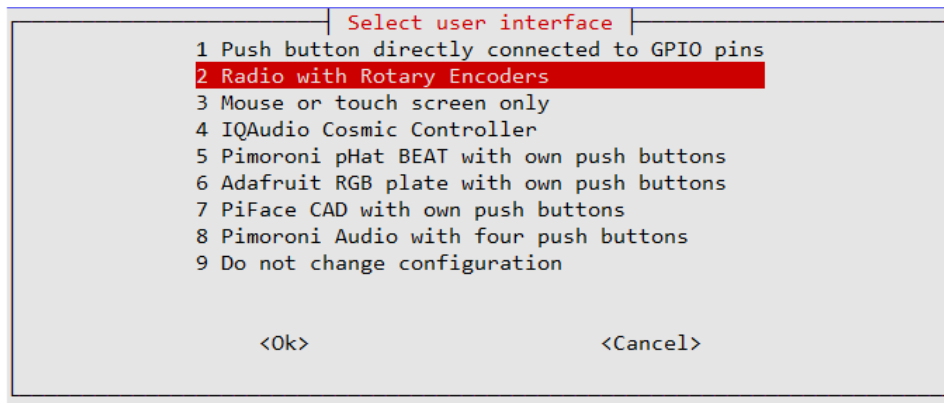 Select user interface
1 Push button directly connected to GPIO pins
2 Radio with Rotary Encoders
3 Mouse or touch screen only
4 IQAudio Cosmic Controller
5 Pimoroni pHat BEAT with own push buttons
6 Adafruit RGB plate with own push buttons
7 PiFace CAD with own push buttons
8 Pimoroni Audio with four push buttons
9 Do not change configuration
<Ok> <Cancel>